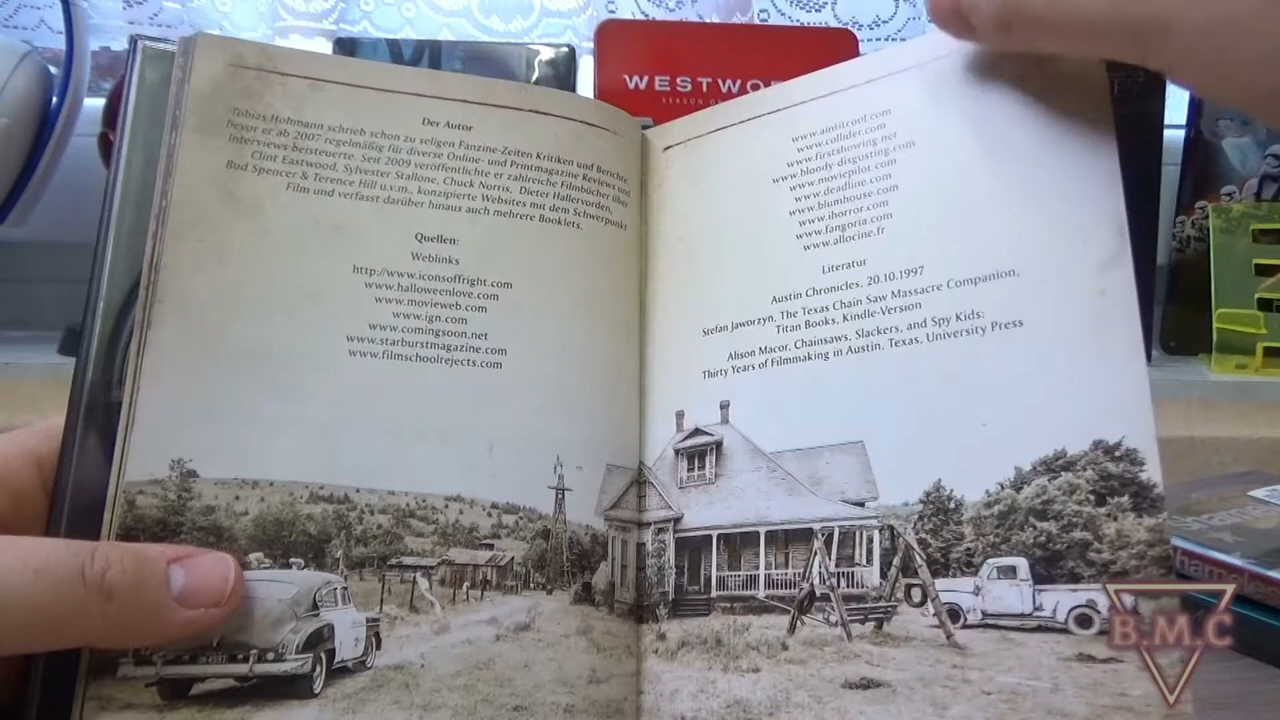 WESTWO
SEASON
Der Autor
Tobias Hohmann schrieb schon zu seligen Fanzine-Zeiten Kritiken und Berichte,
bevor er ab 2007 regelmäßig für diverse Online- und Printmagazine Reviews und
Interviews beisteuerte. Seit 2009 veröffentlichte er zahlreiche Filmbücher über
Clint Eastwood, Sylvester Stallone, Chuck Norris, Dieter Hallervorden,
Bud Spencer & Terence Hill u.v.m., konzipierte Websites mit dem Schwerpunkt
Film und verfasst darüber hinaus auch mehrere Booklets.
Quellen:
Weblinks
http://www.iconsoffright.com
www.halloweenlove.com
www.movieweb.com
www.ign.com
www.comingsoon.net
www.starburstmagazine.com
www.filmschoolrejects.com
www.aintitcool.com
www.collider.com
www.firstshowing.net
www.bloody-disgusting.com
www.moviepilot.com
www.deadline.com
www.blumhouse.com
www.ihorror.com
www.fangoria.com
www.allocine.fr
Literatur
Austin Chronicles, 20.10.1997
Stefan Jaworzyn, The Texas Chain Saw Massacre Companion,
Titan Books, Kindle-Version
Alison Macor, Chainsaws, Slackers, and Spy Kids:
Thirty Years of Filmmaking in Austin, Texas, University Press
hameless
B.M.C